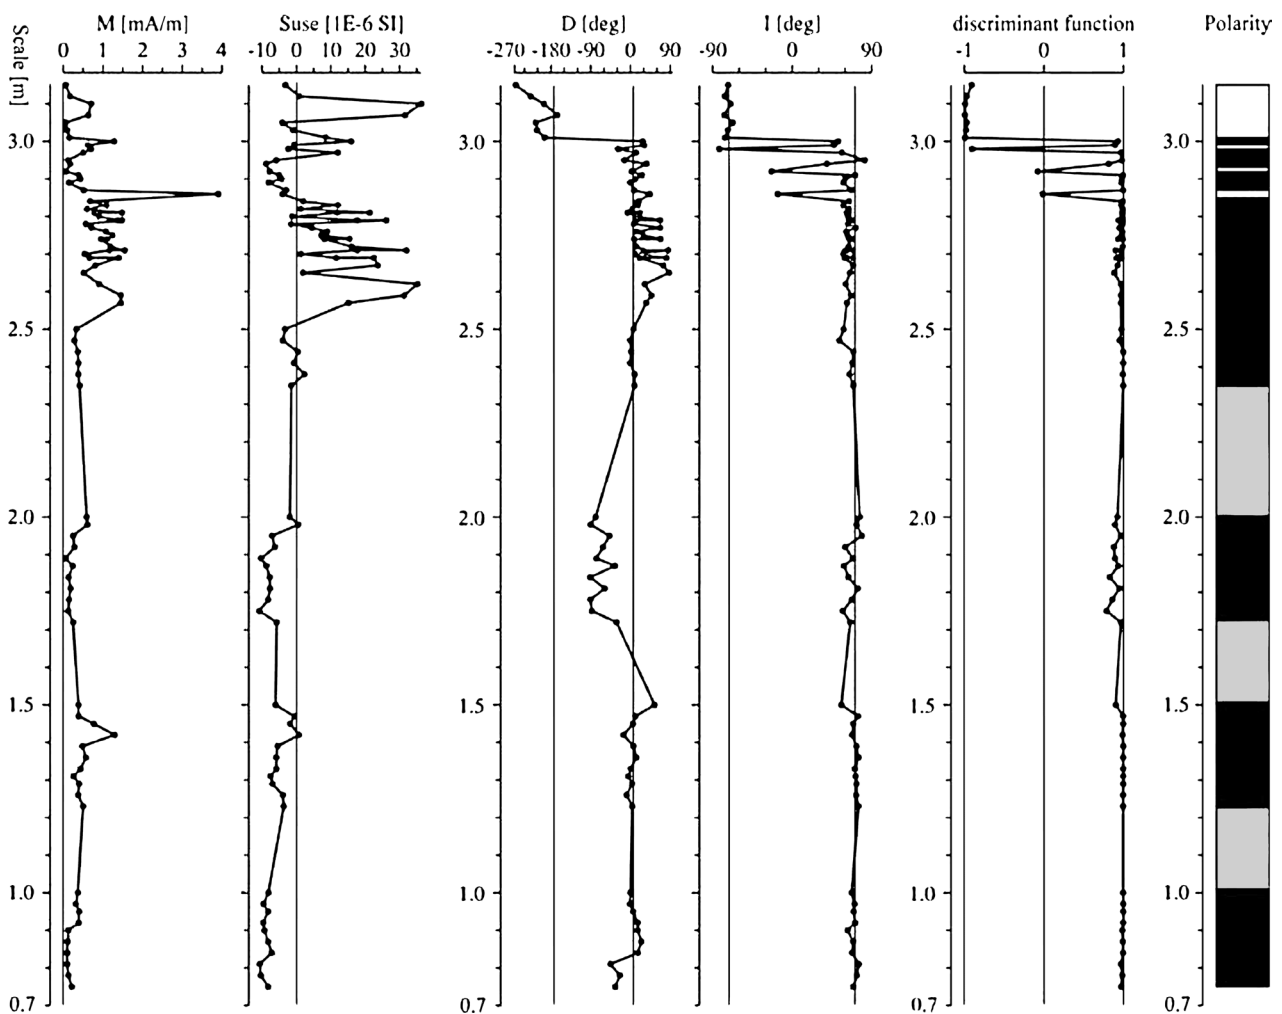 M [mA/m] Suse [1E-6 SI] D [deg] I [deg] discriminant function Polarity
0 1 2 3 4 -10 0 10 20 30 -270 -180 -90 0 90 -90 0 90 -1 0 1
Scale [m]
3.0 3.0 1.0 3.0 3.0
2.5 2.5 2.5 2.5
2.0 2.0 2.0 2.0
1.5 1.5 1.5 1.5
1.0 1.0 1.0 1.0
0.7 0.7 0.7 0.7